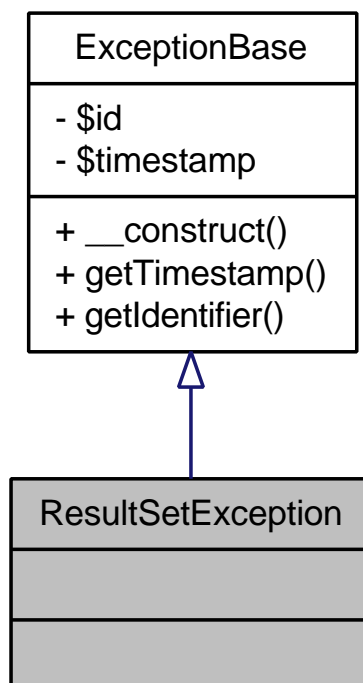 ExceptionBase
- $id
- $timestamp
+ __construct()
+ getTimestamp()
+ getIdentifier()
ResultSetException